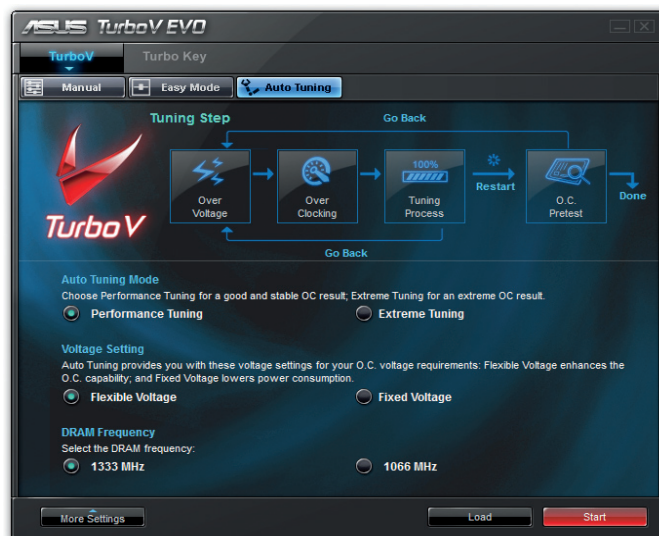 ASUS TurboV EVO
TurboV Turbo Key
Manual Easy Mode Auto Tuning
Tuning Step
Go Back
Over Voltage
Over Clocking
100%
Tuning Process
Restart
O.C. Pretest
Done
TurboV
Go Back
Auto Tuning Mode
Choose Performance Tuning for a good and stable OC result; Extreme Tuning for an extreme OC result.
Performance Tuning Extreme Tuning
Voltage Setting
Auto Tuning provides you with these voltage settings for your O.C. voltage requirements: Flexible Voltage enhances the
O.C. capability; and Fixed Voltage lowers power consumption.
Flexible Voltage Fixed Voltage
DRAM Frequency
Select the DRAM frequency:
1333 MHz 1066 MHz
More Settings Load Start